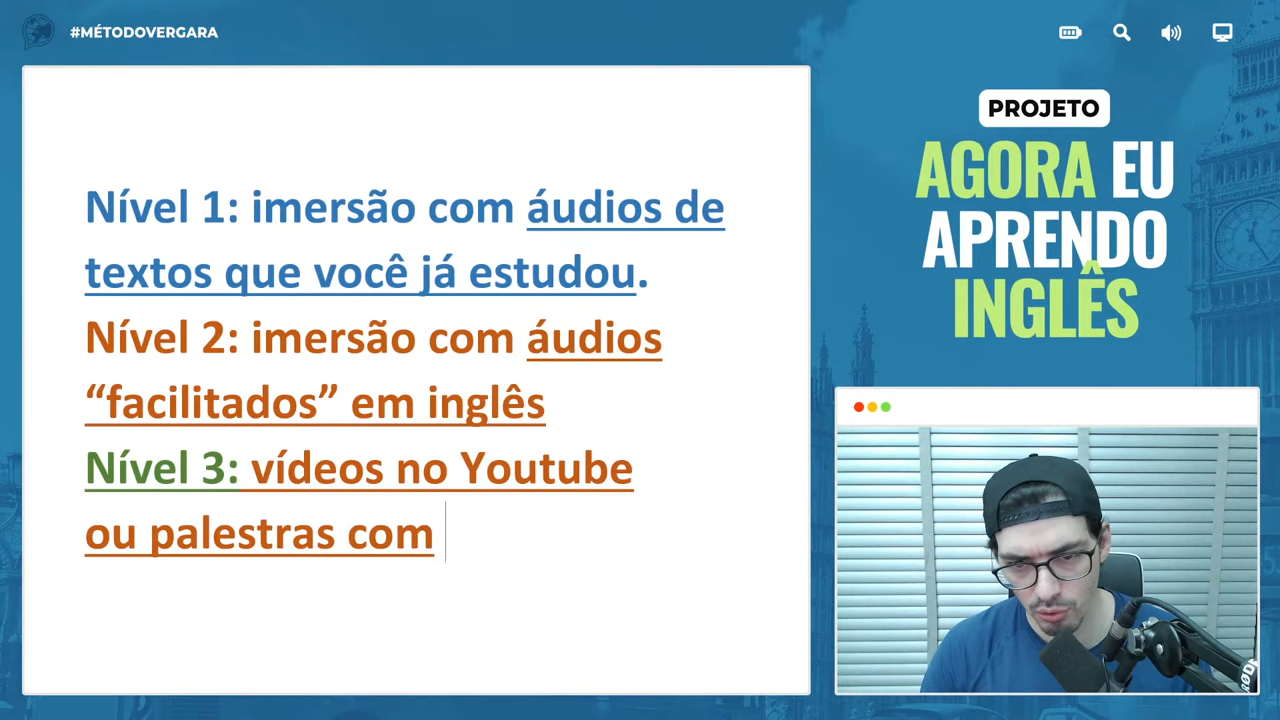 #MÉTODOVERGARA
Nível 1: imersão com áudios de
textos que você já estudou.
Nível 2: imersão com áudios
“facilitados” em inglês
Nível 3: vídeos no Youtube
ou palestras com
PROJETO
AGORA EU
APRENDO
INGLÊS